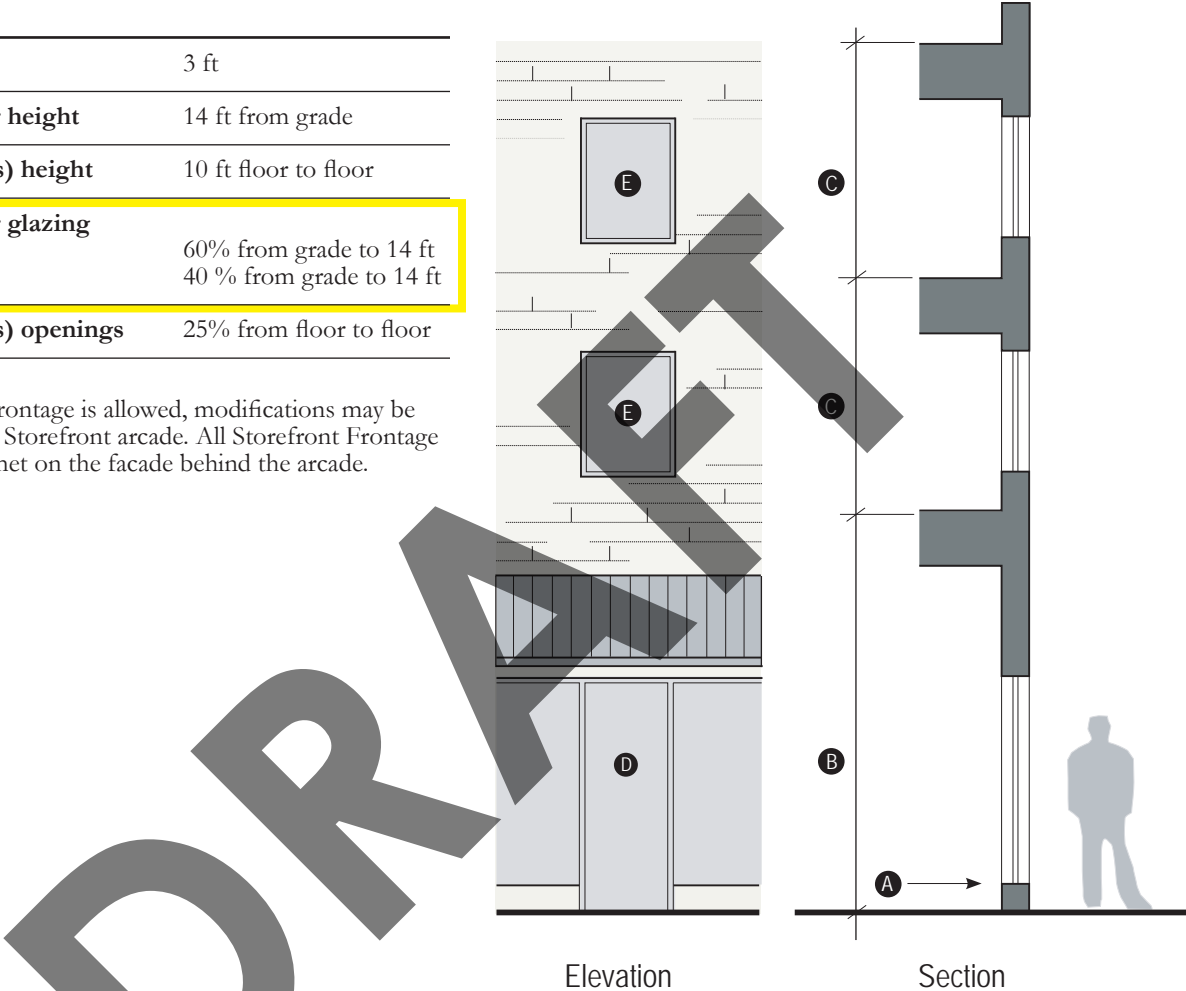 3 ft
height 14 ft from grade
s) height 10 ft floor to floor
glazing
60% from grade to 14 ft
40 % from grade to 14 ft
s) openings 25% from floor to floor
rontage is allowed, modifications may be
Storefront arcade. All Storefront Frontage
net on the facade behind the arcade.
E
E
D
C
C
B
A
Elevation
Section
DRAFT